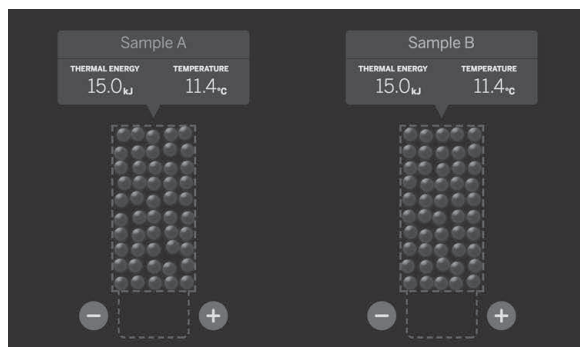 Sample A
THERMAL ENERGY TEMPERATURE
15.0kJ 11.4°C
Sample B
THERMAL ENERGY TEMPERATURE
15.0kJ 11.4°C
− +
− +